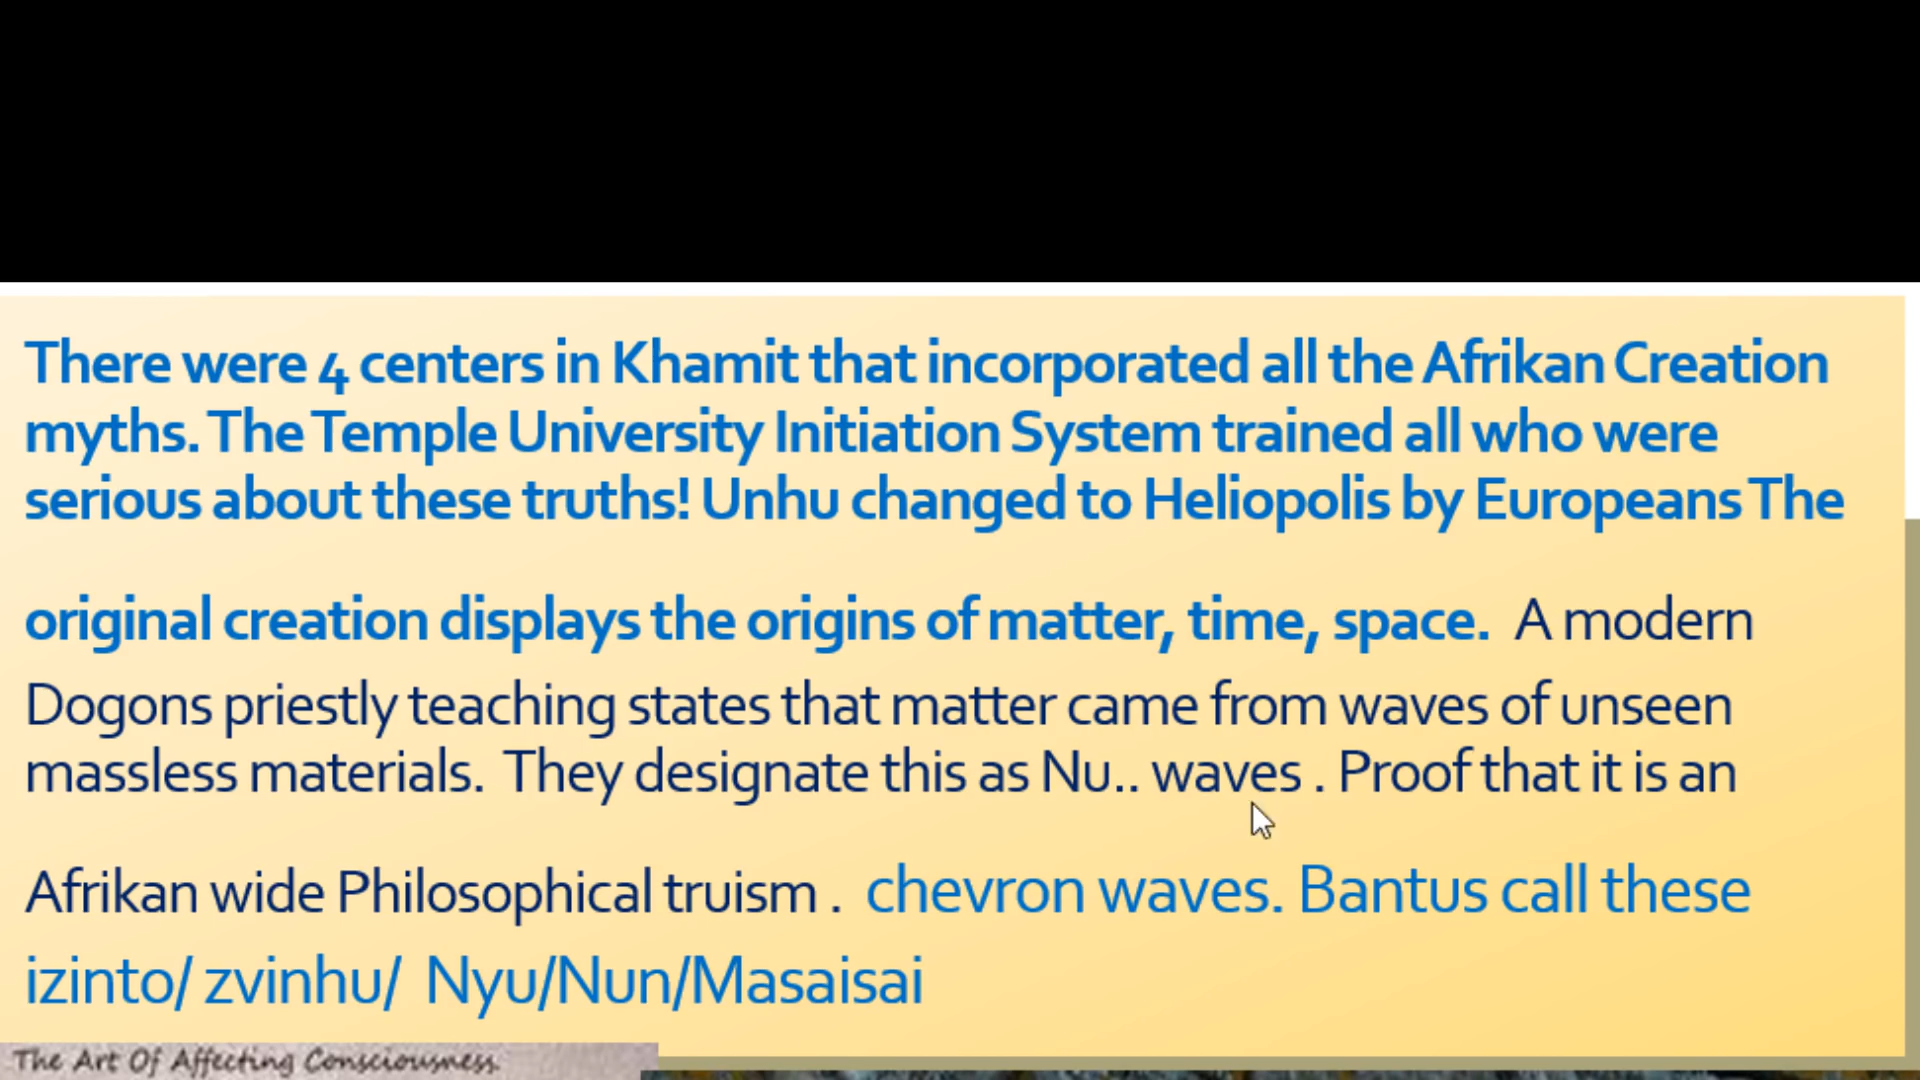 There were 4 centers in Khamit that incorporated all the Afrikan Creation
myths. The Temple University Initiation System trained all who were
serious about these truths! Unhu changed to Heliopolis by Europeans The
original creation displays the origins of matter, time, space. A modern
Dogons priestly teaching states that matter came from waves of unseen
massless materials. They designate this as Nu.. waves . Proof that it is an
Afrikan wide Philosophical truism . chevron waves. Bantus call these
izinto/ zvinhu/ Nyu/Nun/Masaisai
The Art Of Affecting Consciousness